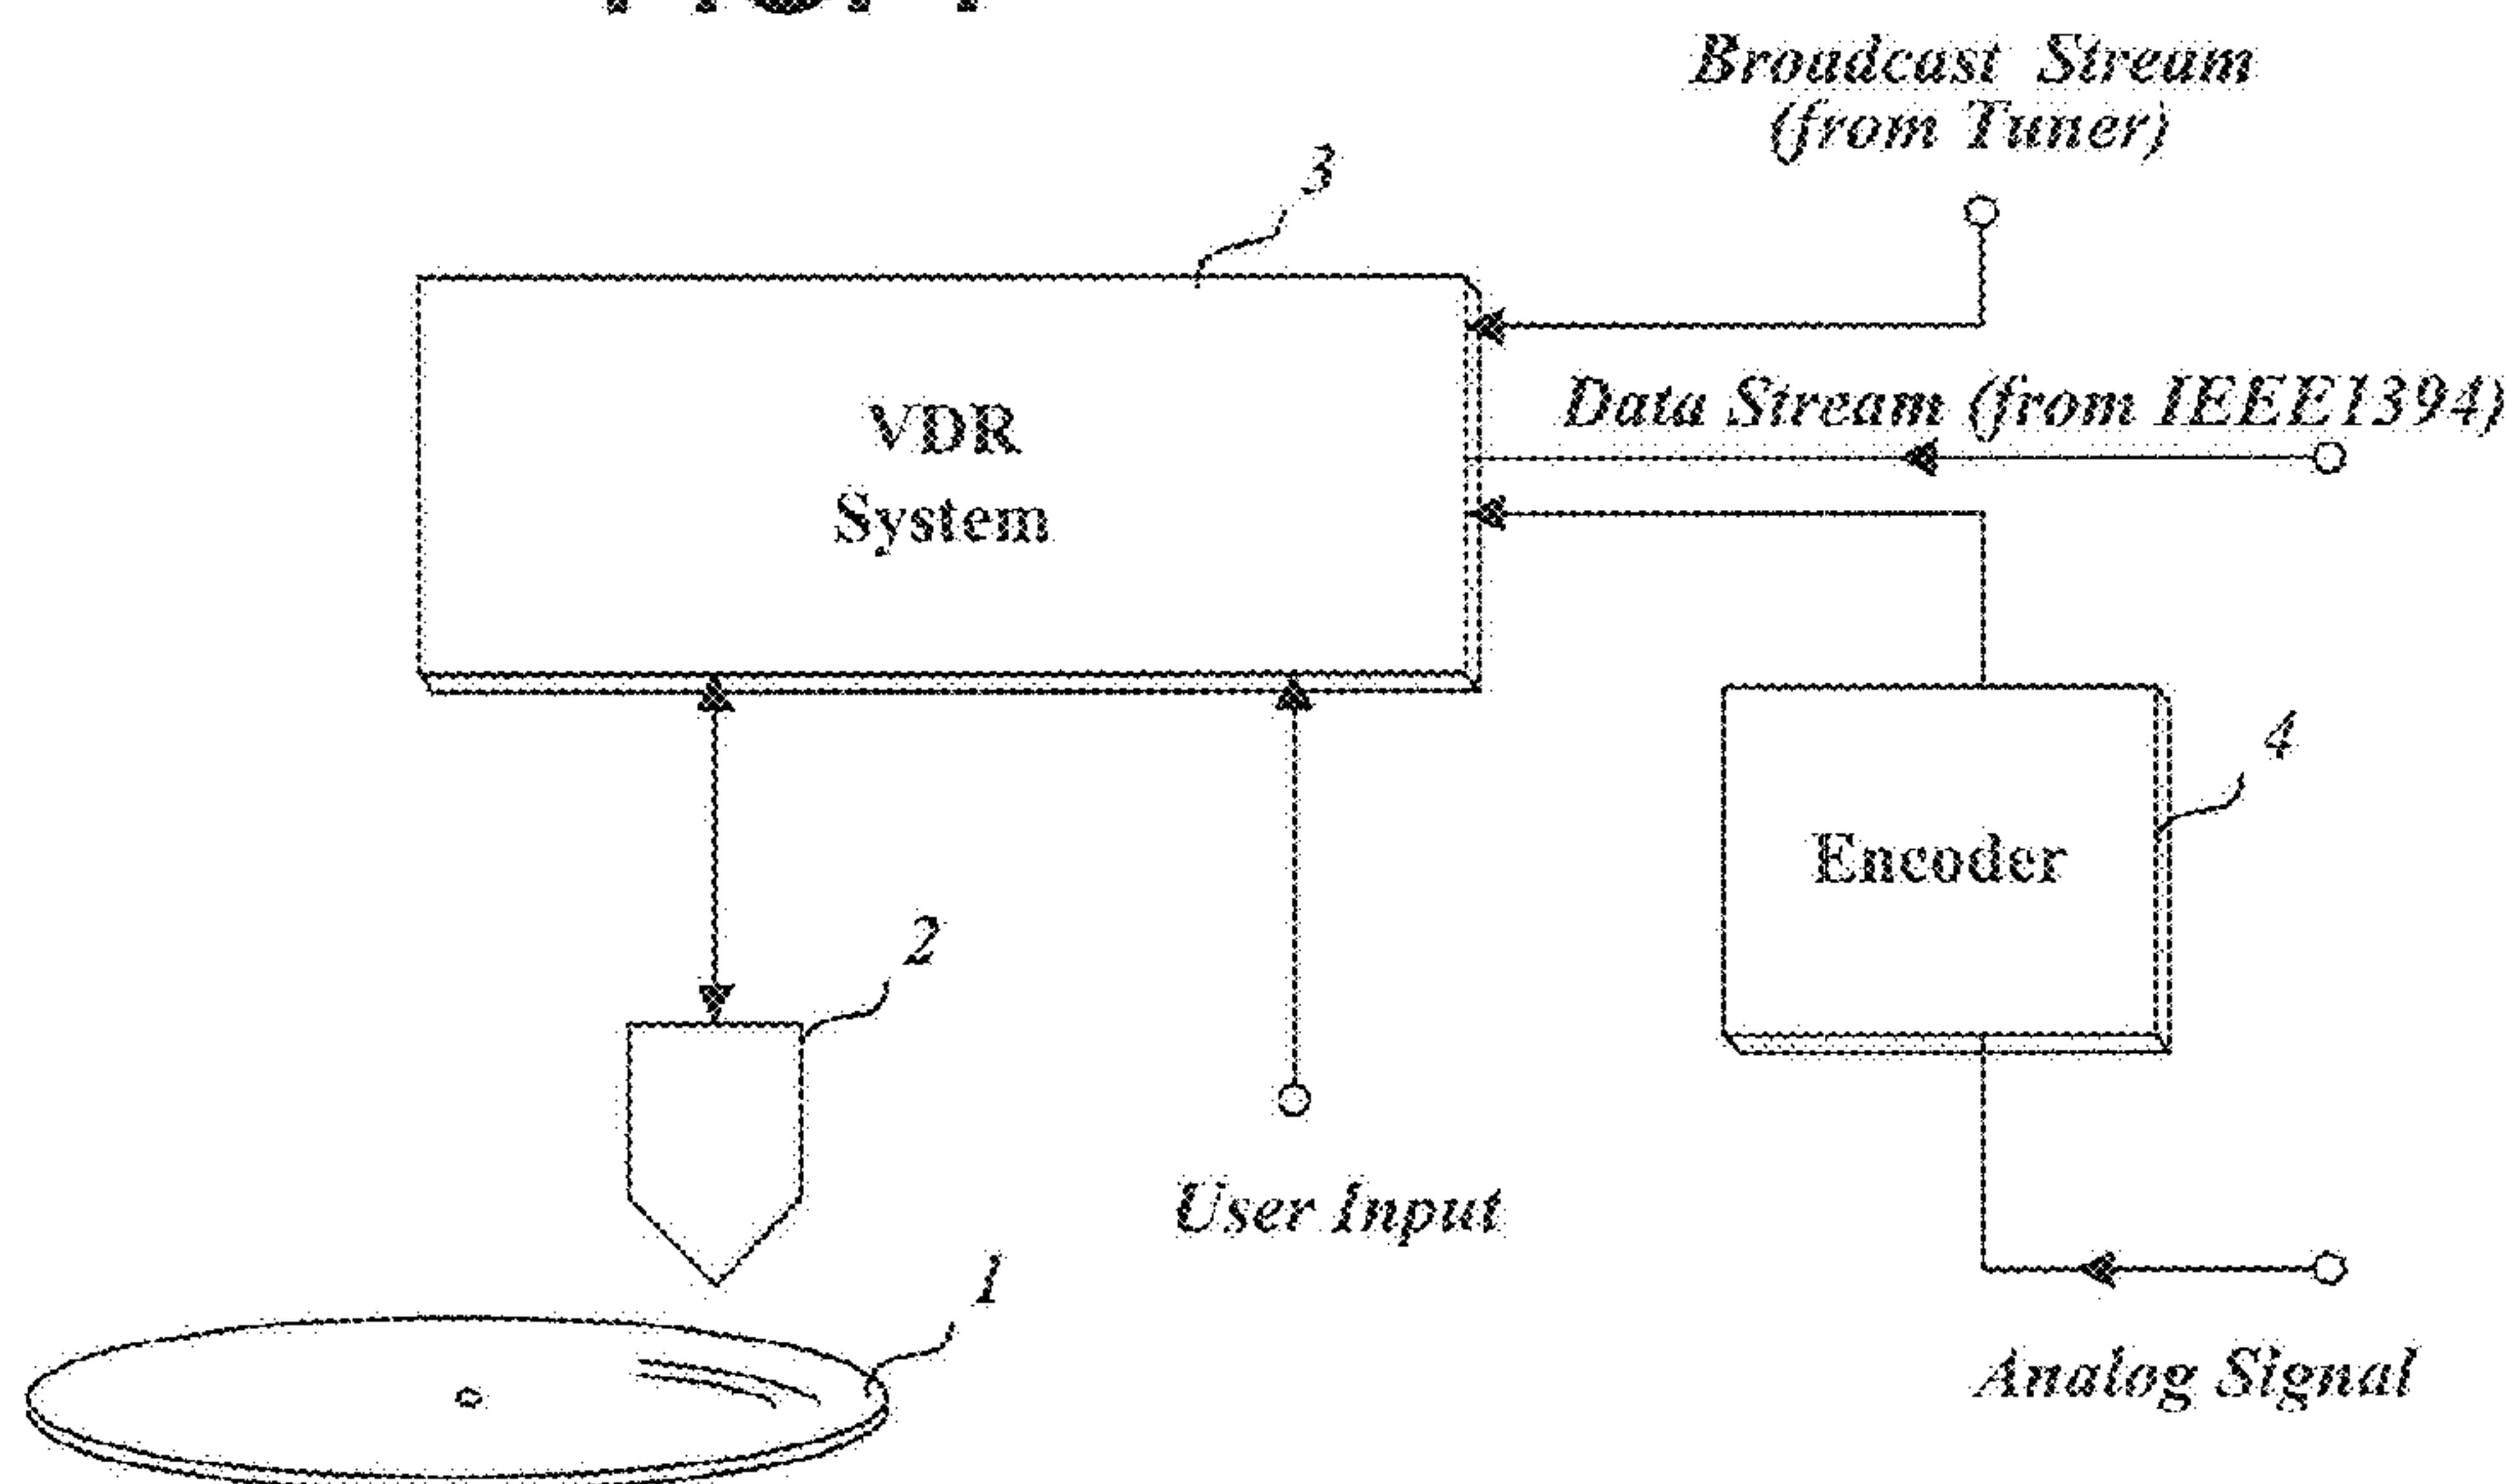 Broadcast Stream
(from Tuner)
3
Data Stream (from IEEE1394)
VDR
System
4
Encoder
2
User Input
1
Analog Signal